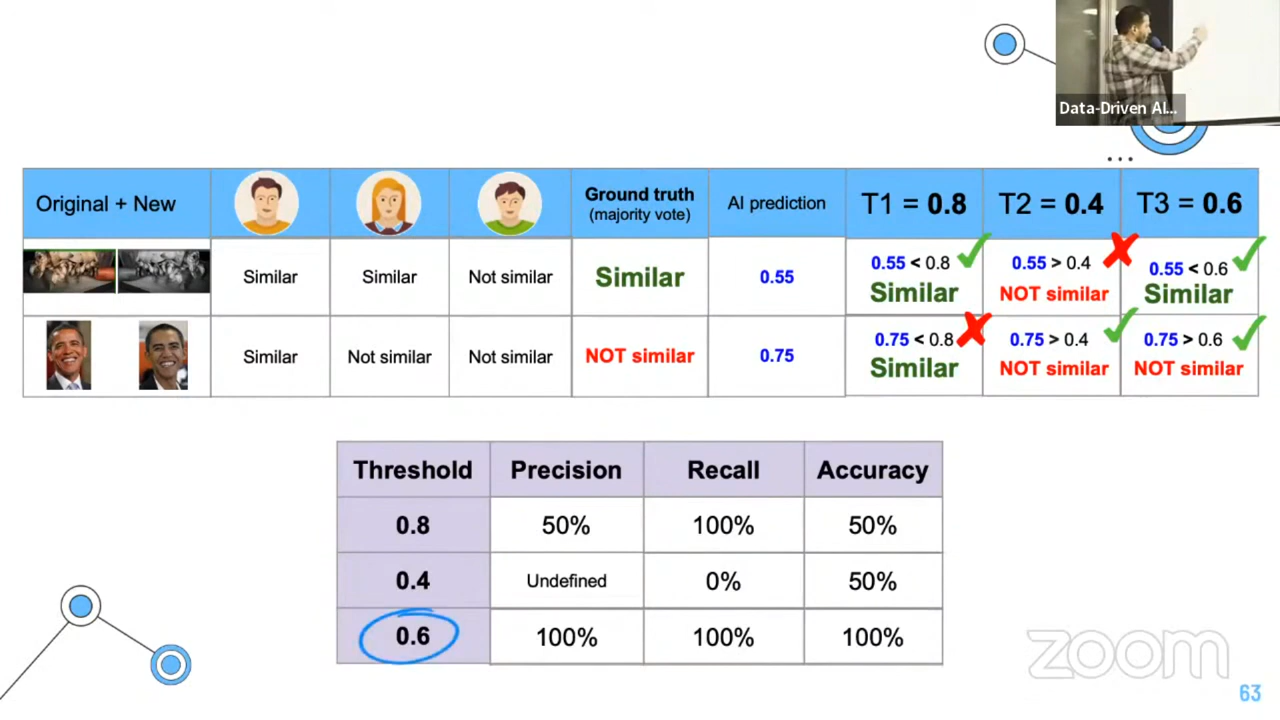 Data-Driven AI...
Original + New
Ground truth
(majority vote)
AI prediction
T1 = 0.8
T2 = 0.4
T3 = 0.6
Similar
Similar
Not similar
Similar
0.55
0.55 < 0.8
Similar
0.55 > 0.4
NOT similar
0.55 < 0.6
Similar
Similar
Not similar
Not similar
NOT similar
0.75
0.75 < 0.8
Similar
0.75 > 0.4
NOT similar
0.75 > 0.6
NOT similar
Threshold Precision Recall Accuracy
0.8 50% 100% 50%
0.4 Undefined 0% 50%
0.6 100% 100% 100%
zoom
63